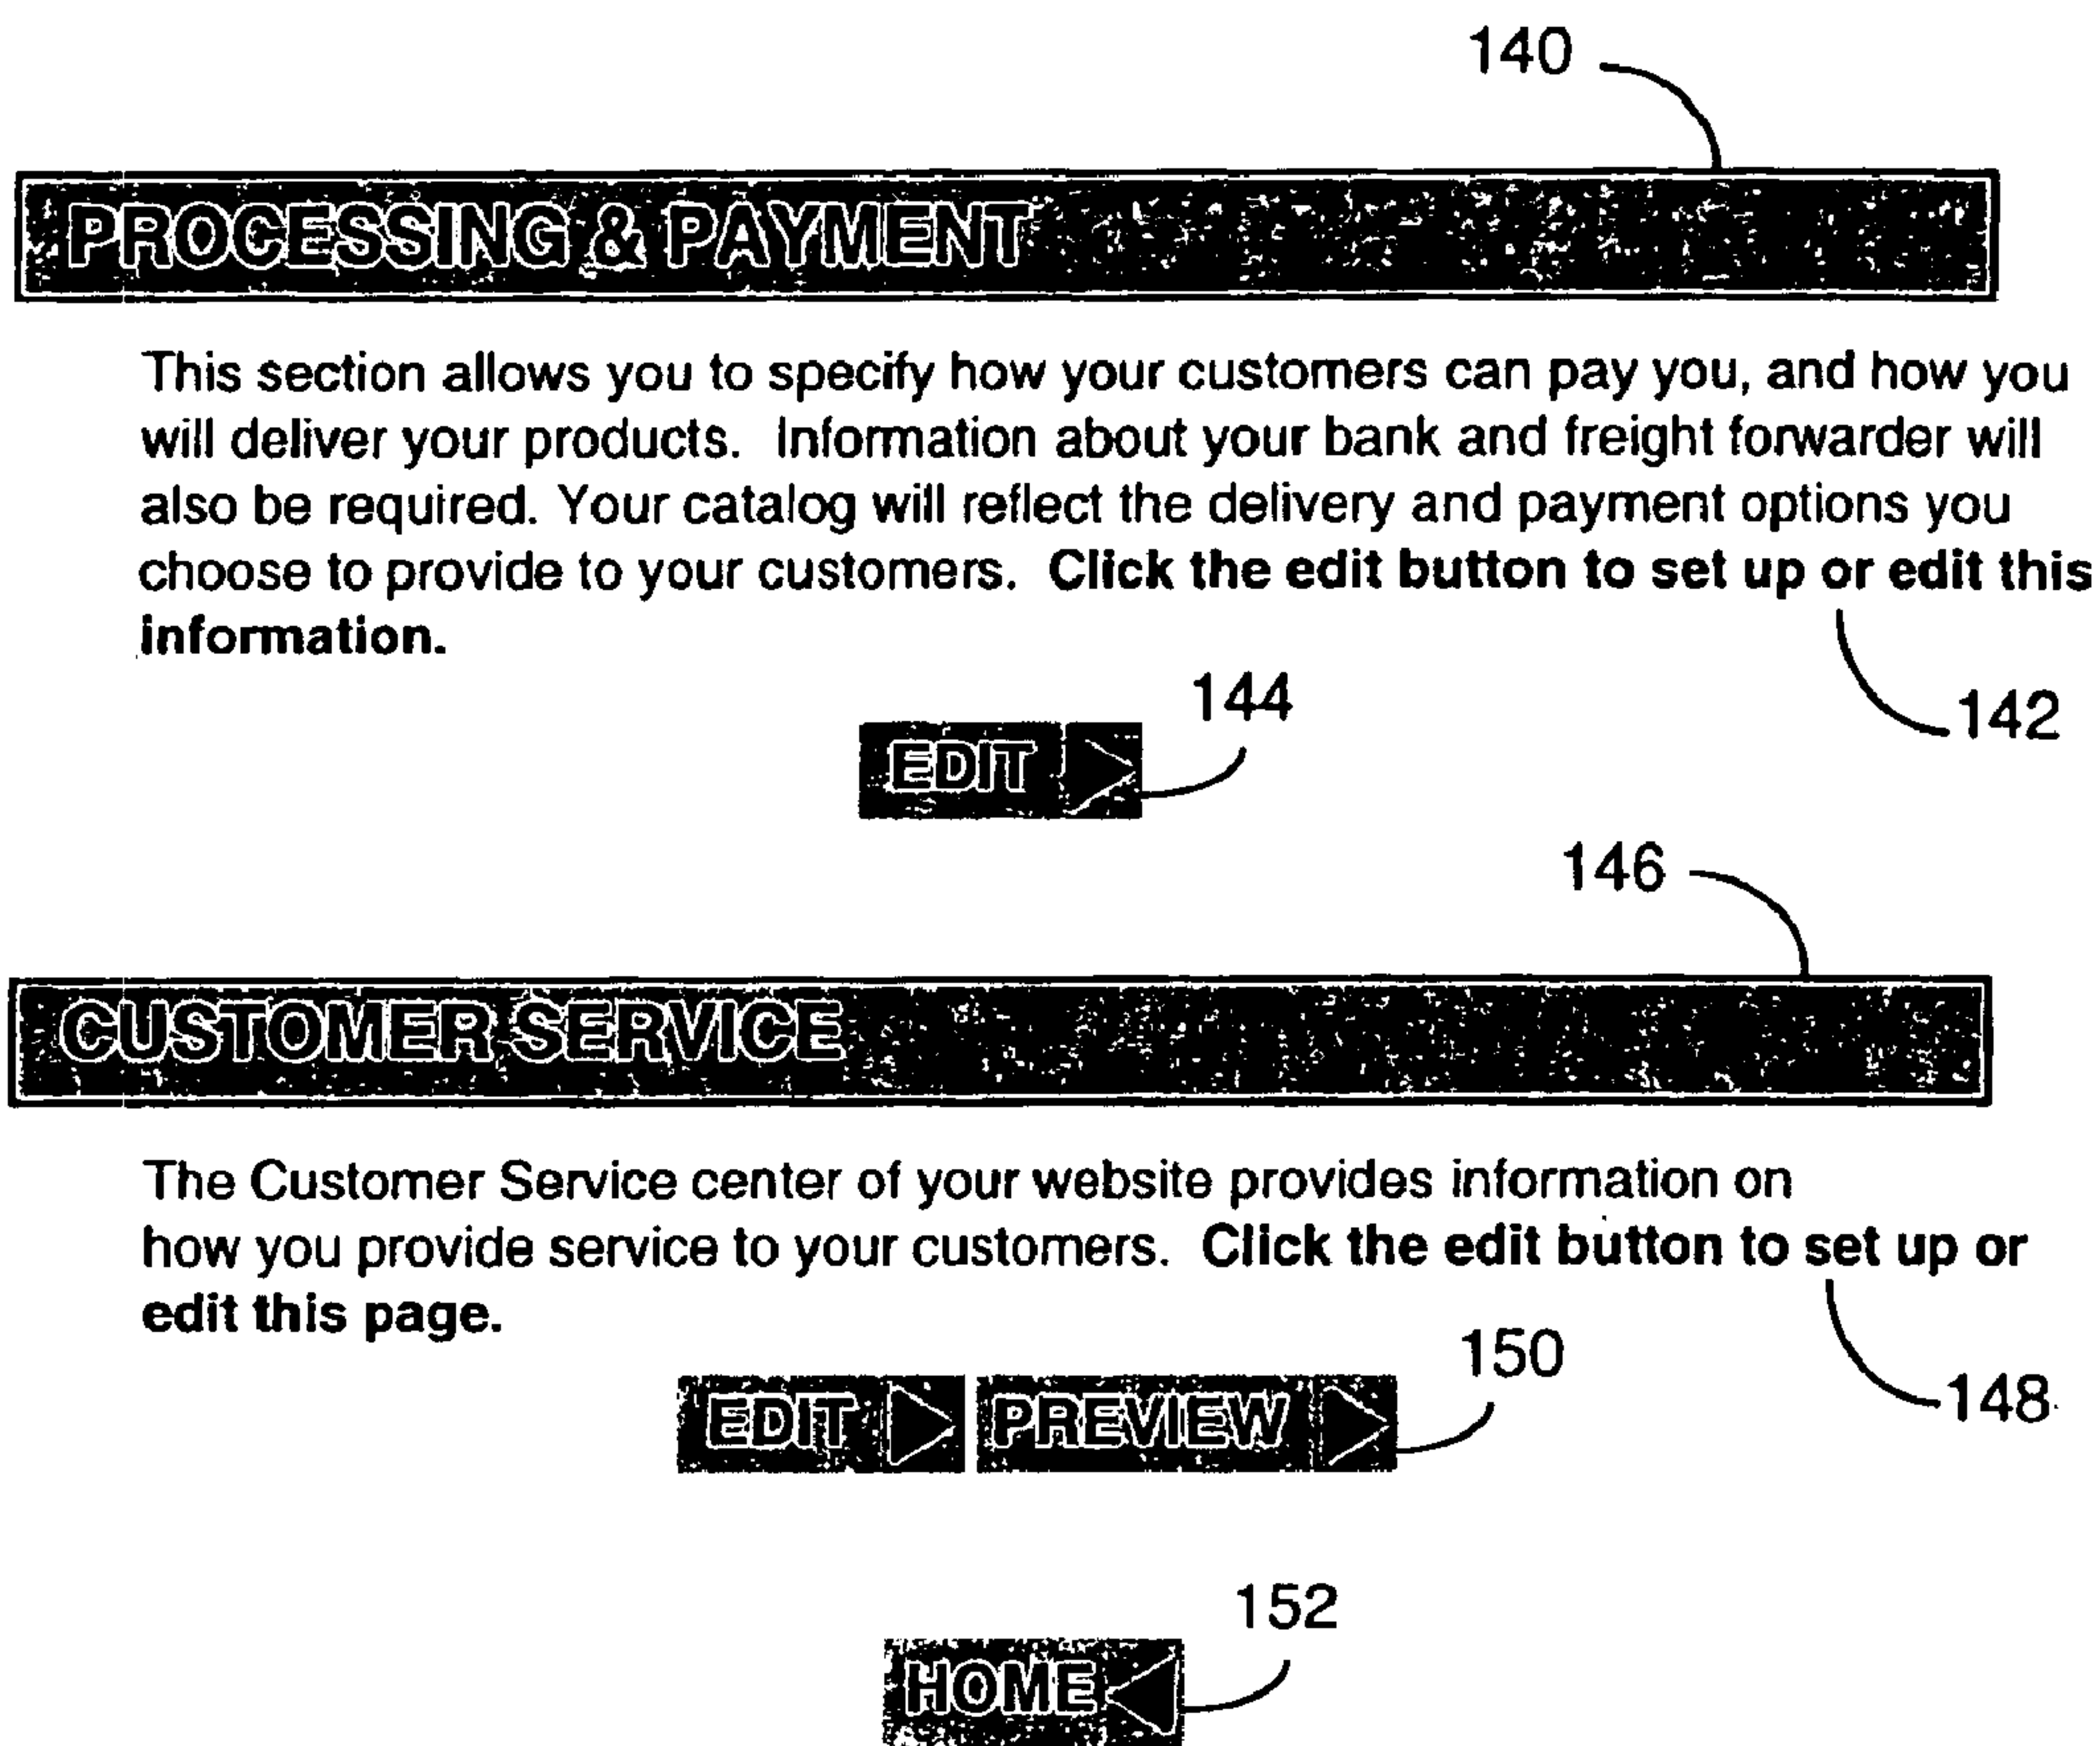 140
PROCESSING & PAYMENT
This section allows you to specify how your customers can pay you, and how you
will deliver your products. Information about your bank and freight forwarder will
also be required. Your catalog will reflect the delivery and payment options you
choose to provide to your customers. Click the edit button to set up or edit this
information.
144
142
EDIT
146
CUSTOMER SERVICE
The Customer Service center of your website provides information on
how you provide service to your customers. Click the edit button to set up or
edit this page.
150
148
EDIT PREVIEW
152
HOME